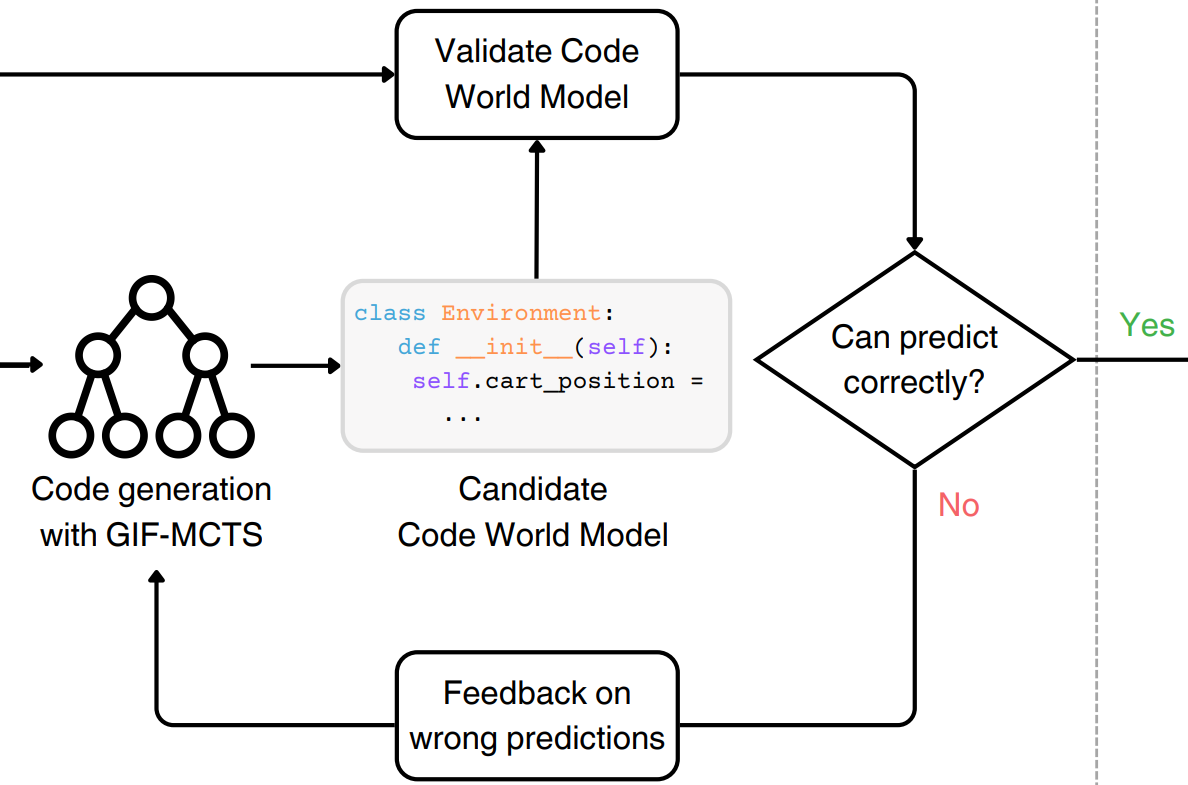 Validate Code
World Model
class Environment:
def __init__(self):
self.cart_position =
...
Can predict
correctly?
Yes
Code generation
with GIF-MCTS
Candidate
Code World Model
No
Feedback on
wrong predictions